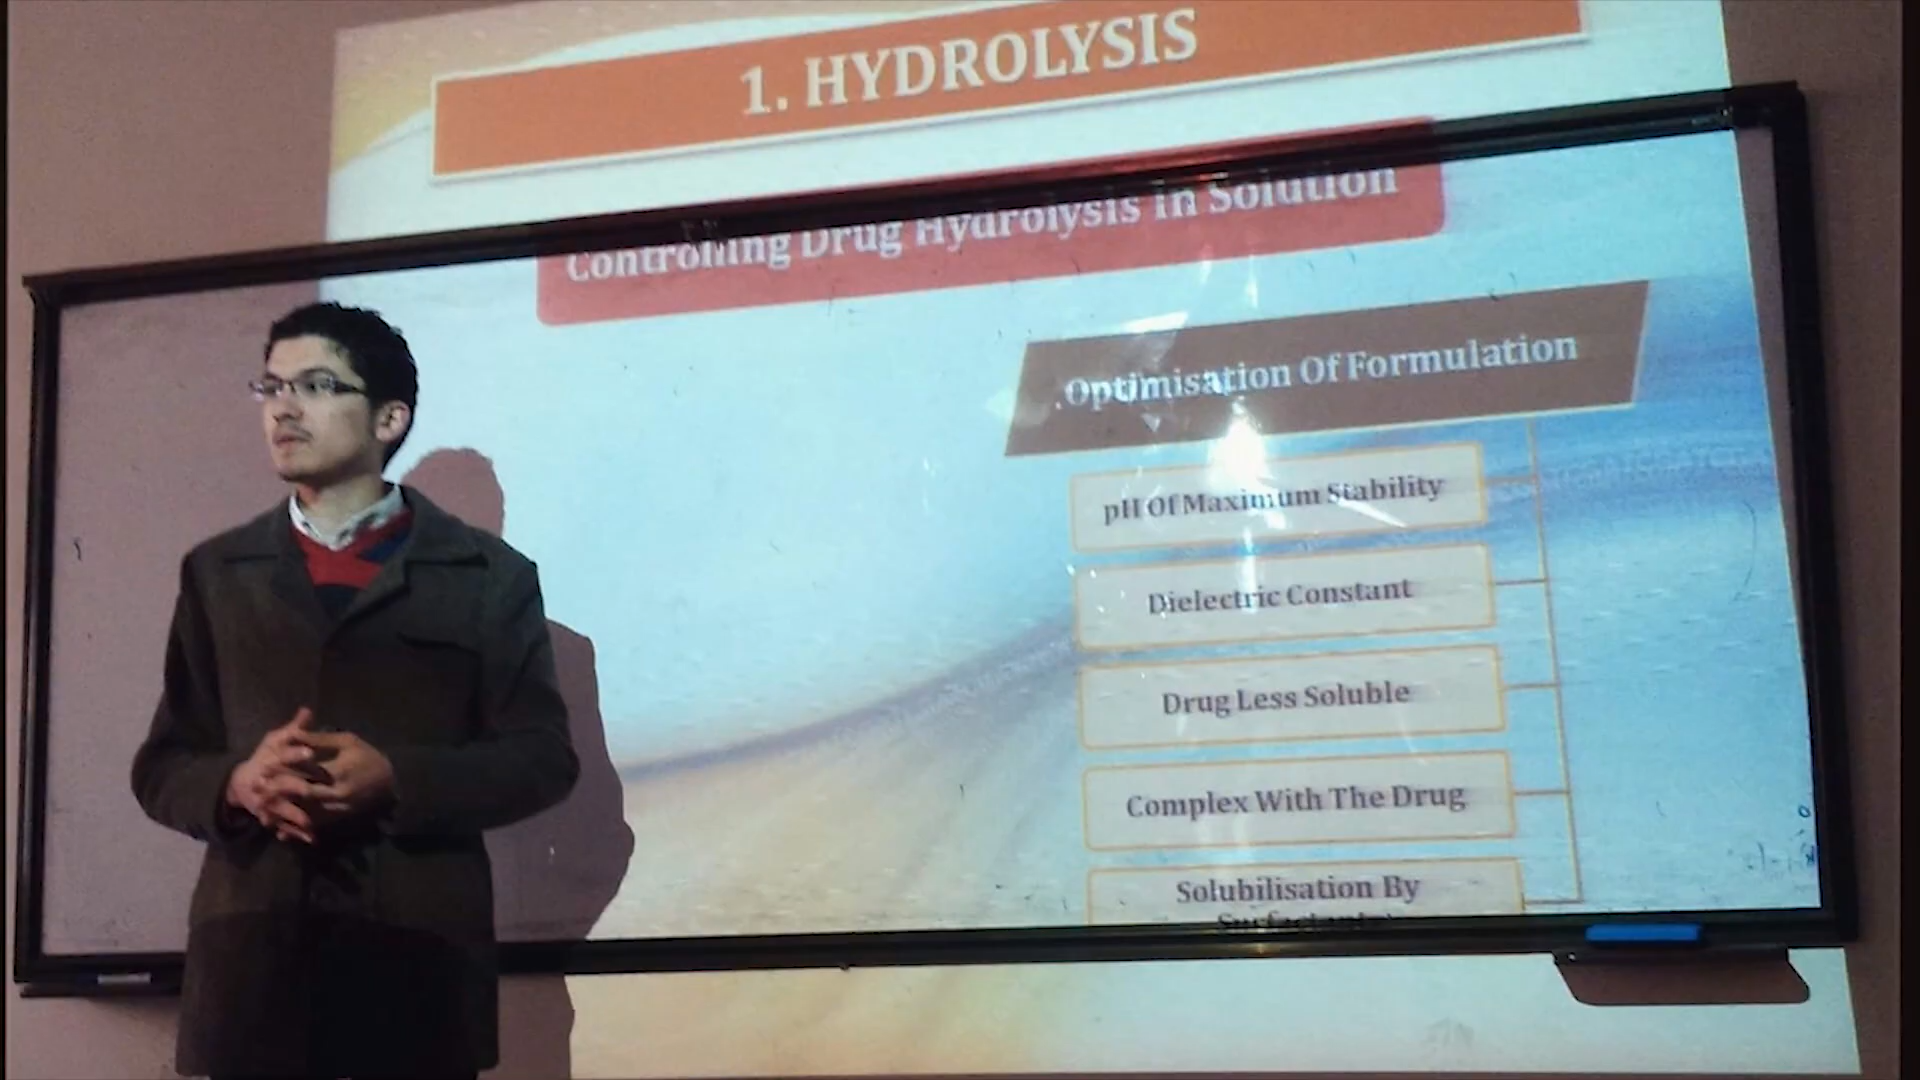 1. HYDROLYSIS
Controlling Drug Hydrolysis In Solution
Optimisation Of Formulation
pH Of Maximum Stability
Dielectric Constant
Drug Less Soluble
Complex With The Drug
Solubilisation By